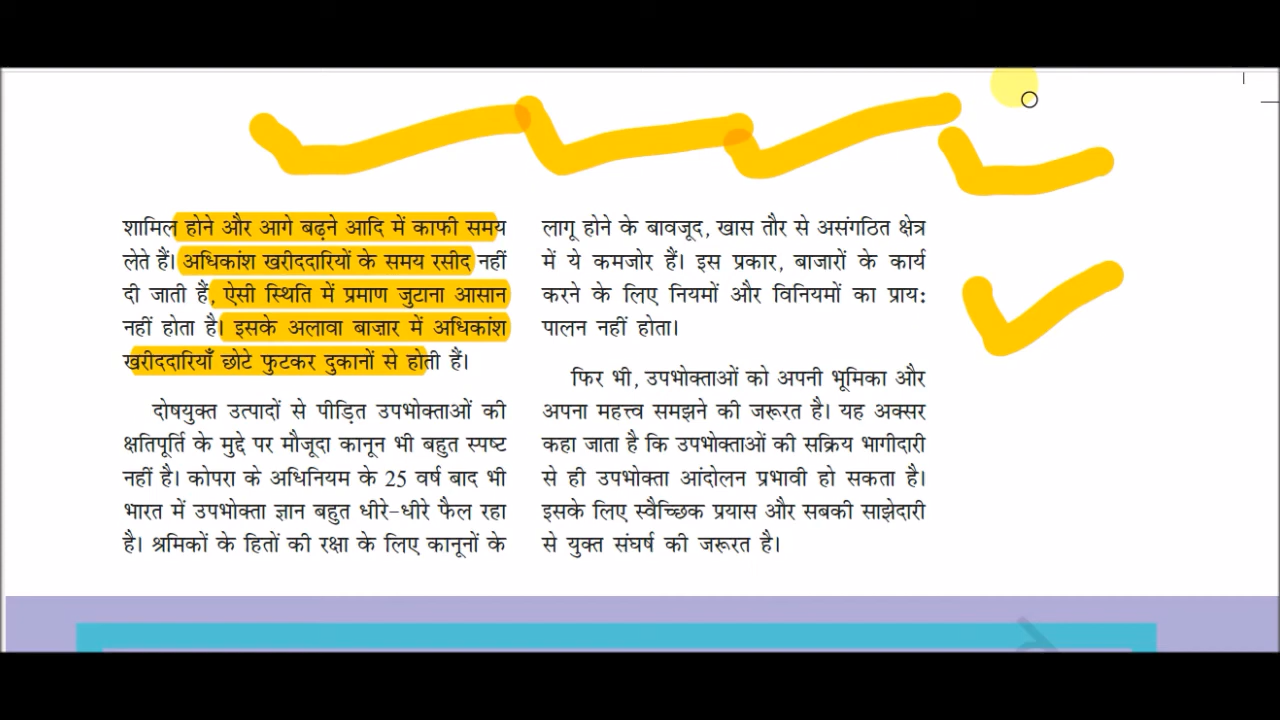 शामिल होने और आगे बढ़ने आदि में काफी समय
लेते हैं। अधिकांश खरीददारियों के समय रसीद नहीं
दी जाती हैं, ऐसी स्थिति में प्रमाण जुटाना आसान
नहीं होता है। इसके अलावा बाज़ार में अधिकांश
खरीददारियाँ छोटे फुटकर दुकानों से होती हैं।
दोषयुक्त उत्पादों से पीड़ित उपभोक्ताओं की
क्षतिपूर्ति के मुद्दे पर मौजूदा कानून भी बहुत स्पष्ट
नहीं है। कोपरा के अधिनियम के 25 वर्ष बाद भी
भारत में उपभोक्ता ज्ञान बहुत धीरे-धीरे फैल रहा
है। श्रमिकों के हितों की रक्षा के लिए कानूनों के
लागू होने के बावजूद, खास तौर से असंगठित क्षेत्र
में ये कमजोर हैं। इस प्रकार, बाजारों के कार्य
करने के लिए नियमों और विनियमों का प्राय:
पालन नहीं होता।
फिर भी, उपभोक्ताओं को अपनी भूमिका और
अपना महत्त्व समझने की जरूरत है। यह अक्सर
कहा जाता है कि उपभोक्ताओं की सक्रिय भागीदारी
से ही उपभोक्ता आंदोलन प्रभावी हो सकता है।
इसके लिए स्वैच्छिक प्रयास और सबकी साझेदारी
से युक्त संघर्ष की जरूरत है।